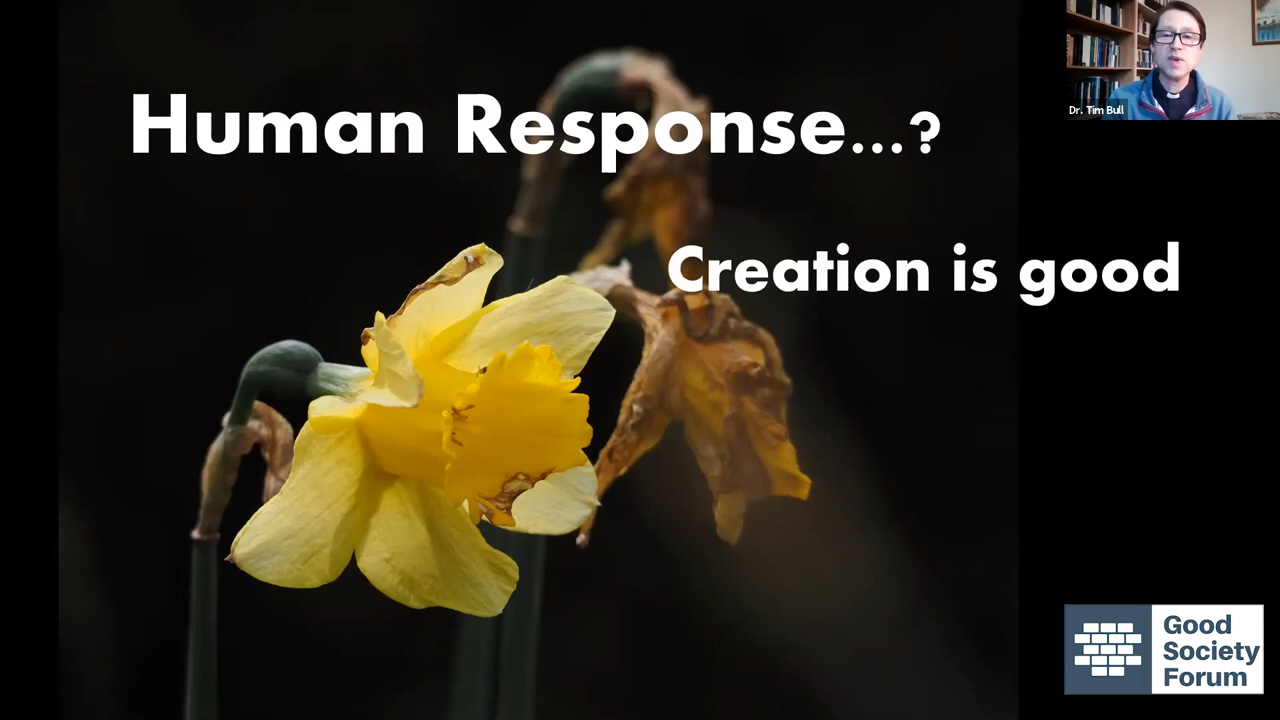 Human Response...?
Creation is good
Dr. Tim Bull
Good
Society
Forum